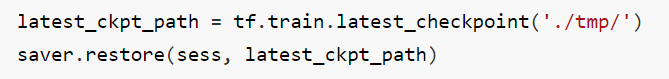 latest_ckpt_path = tf.train.latest_checkpoint('./tmp/')
saver.restore(sess, latest_ckpt_path)